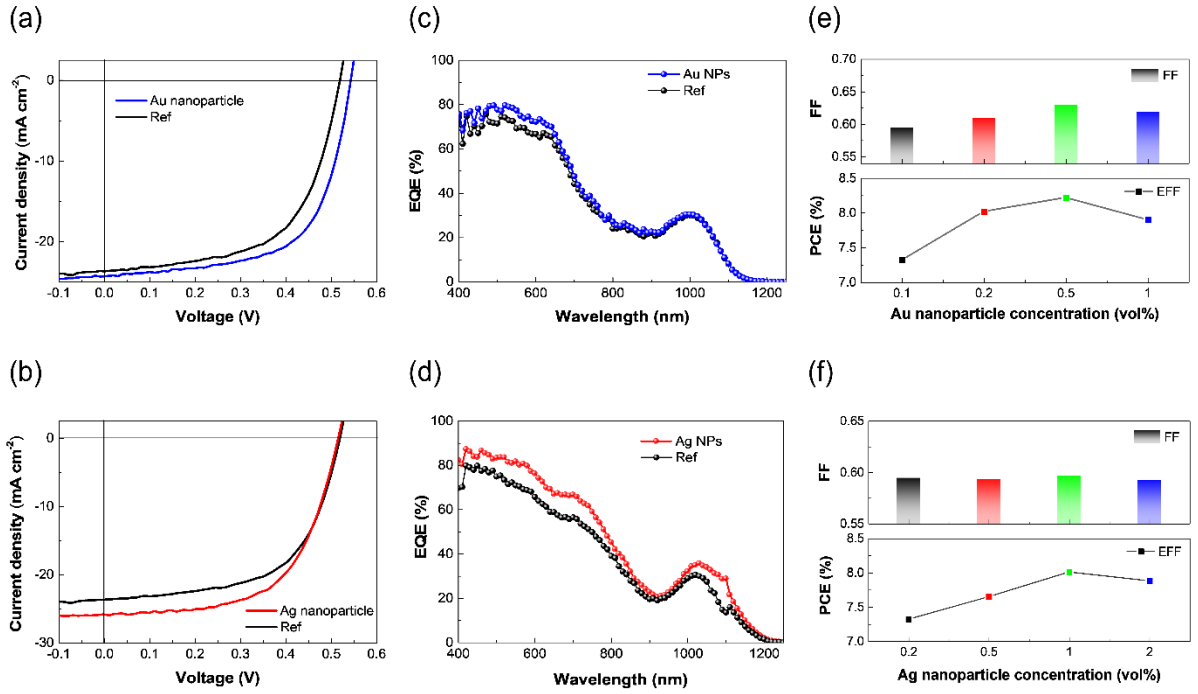 (a)
Current density (mA cm⁻²)
0
-10
-20
Au nanoparticle
Ref
-0.1 0.0 0.1 0.2 0.3 0.4 0.5 0.6
Voltage (V)
(c)
EQE (%)
100
80
60
40
20
0
Au NPs
Ref
400 600 800 1000 1200
Wavelength (nm)
(e)
FF
0.70
0.65
0.60
0.55
FF
PCE (%)
8.5
8.0
7.5
7.0
EFF
0.1 0.2 0.5 1
Au nanoparticle concentration (vol%)
(b)
Current density (mA cm⁻²)
0
-10
-20
-30
Ag nanoparticle
Ref
-0.1 0.0 0.1 0.2 0.3 0.4 0.5 0.6
Voltage (V)
(d)
EQE (%)
100
80
60
40
20
0
Ag NPs
Ref
400 600 800 1000 1200
Wavelength (nm)
(f)
FF
0.65
0.60
0.55
FF
PCE (%)
8.5
8.0
7.5
7.0
EFF
0.2 0.5 1 2
Ag nanoparticle concentration (vol%)